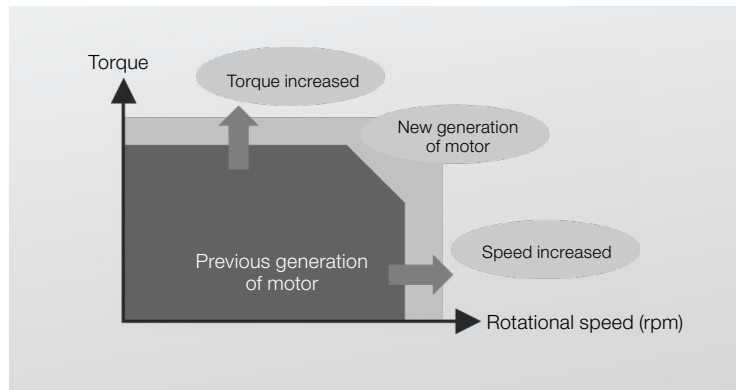 Torque
Torque increased
New generation
of motor
Speed increased
Previous generation
of motor
Rotational speed (rpm)